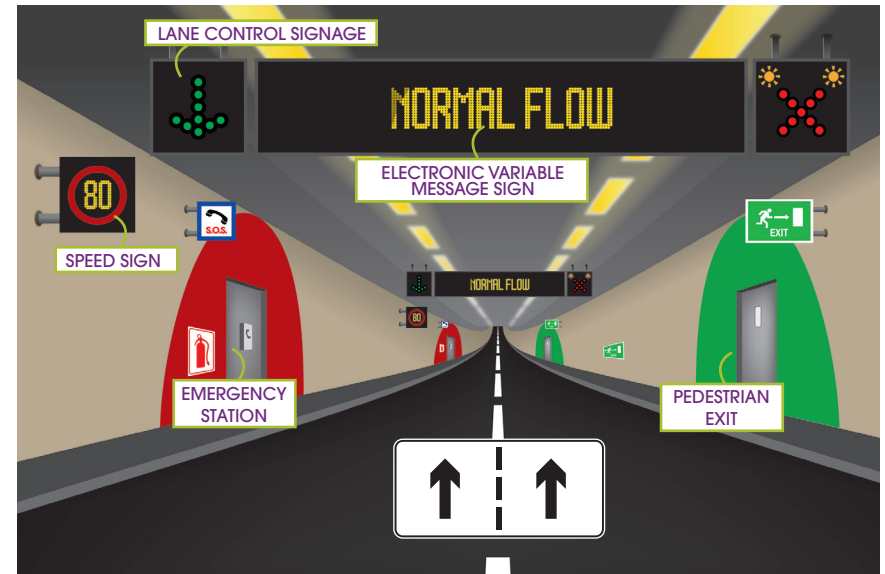 LANE CONTROL SIGNAGE
NORMAL FLOW
ELECTRONIC VARIABLE
MESSAGE SIGN
80
SPEED SIGN
S.O.S.
EXIT
NORMAL FLOW
80
EMERGENCY
STATION
PEDESTRIAN
EXIT